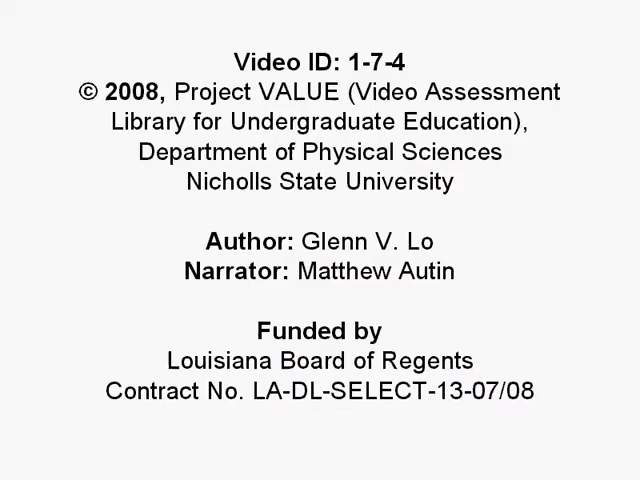 Video ID: 1-7-4
© 2008, Project VALUE (Video Assessment
Library for Undergraduate Education),
Department of Physical Sciences
Nicholls State University
Author: Glenn V. Lo
Narrator: Matthew Autin
Funded by
Louisiana Board of Regents
Contract No. LA-DL-SELECT-13-07/08